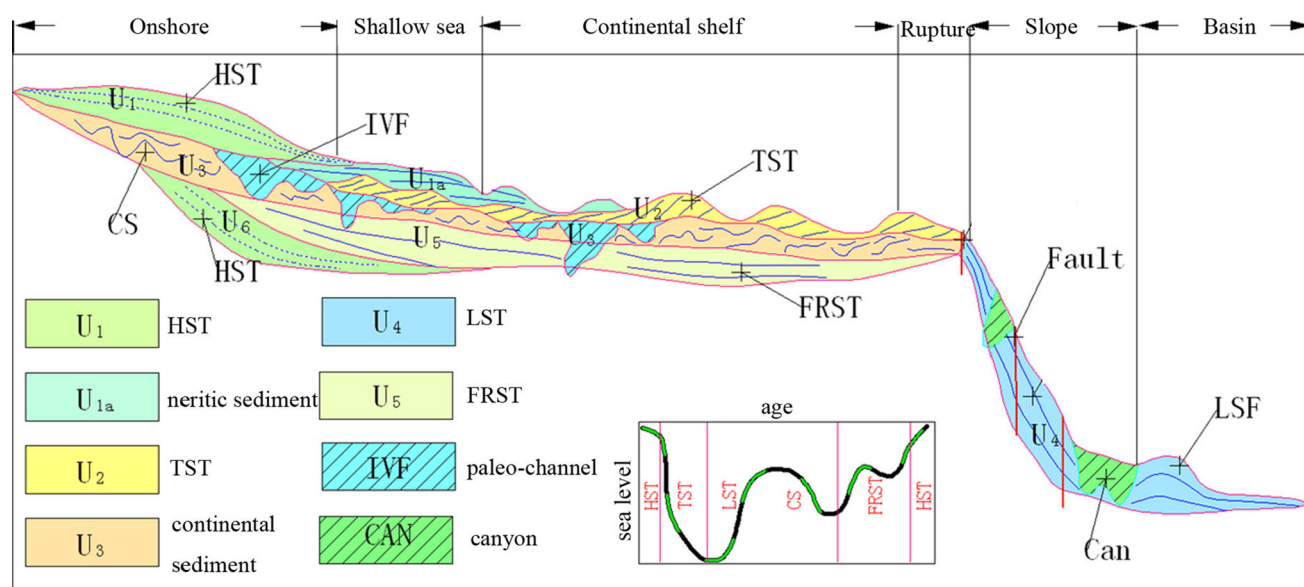 Onshore
Shallow sea
Continental shelf
Rupture
Slope
Basin
HST
U1
IVF
TST
U3
U1a
U2
CS
U6
U5
U3
HST
FRST
Fault
LSF
U4
Can
U1 HST
U4 LST
U1a neritic sediment
U5 FRST
U2 TST
IVF paleo-channel
U3 continental
sediment
CAN canyon
age
sea level
HST
TST
LST
CS
FRST
HST